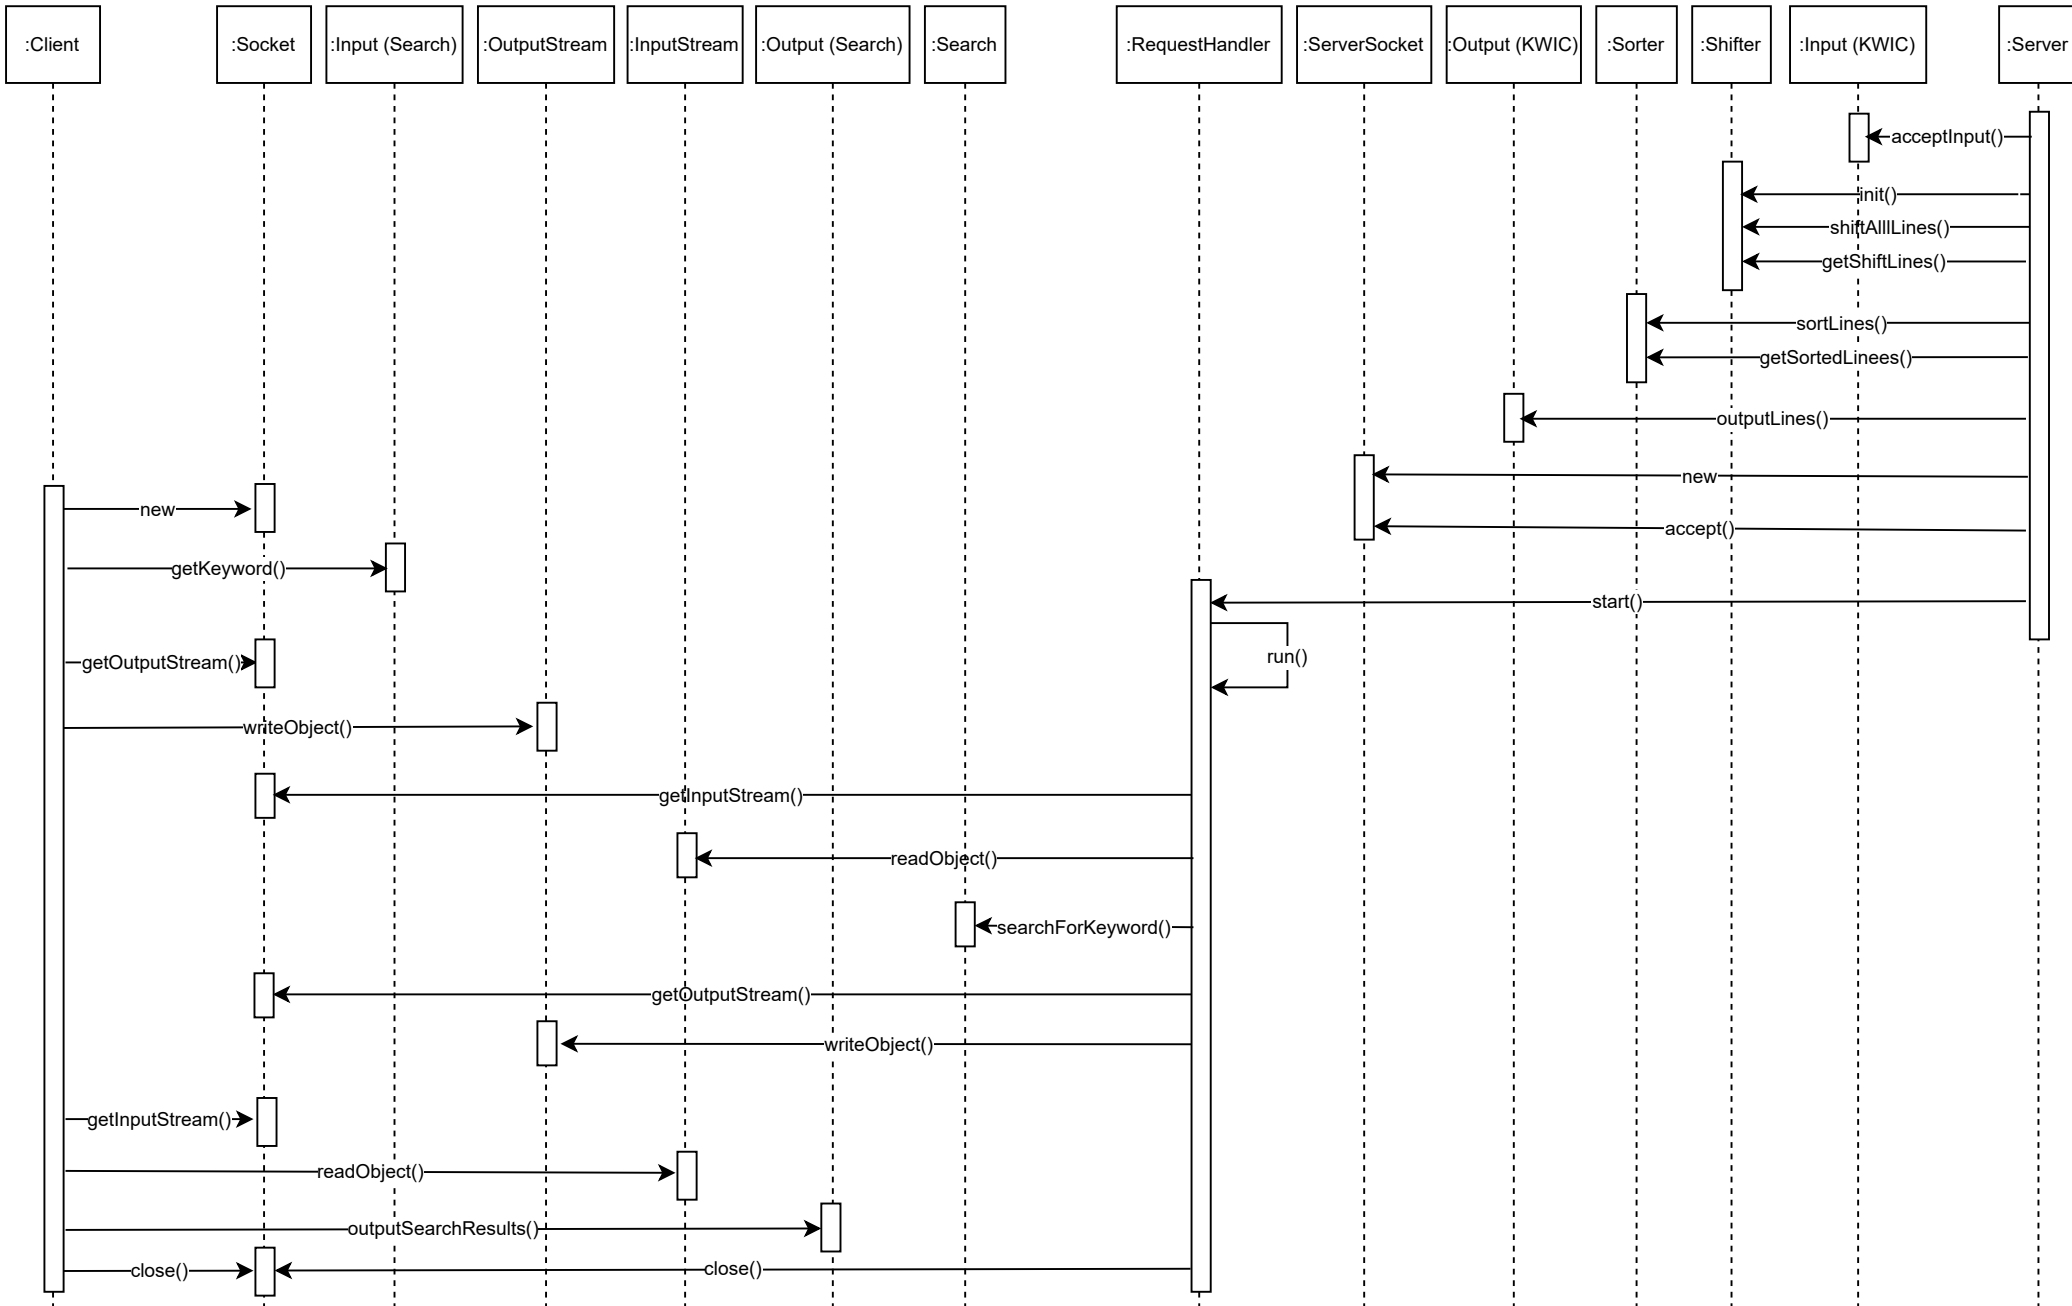 :Client
:Socket
:Input (Search)
:OutputStream
:InputStream
:Output (Search)
:Search
:RequestHandler
:ServerSocket
:Output (KWIC)
:Sorter
:Shifter
:Input (KWIC)
:Server
acceptInput()
init()
shiftAlllLines()
getShiftLines()
sortLines()
getSortedLinees()
outputLines()
new
new
accept()
getKeyword()
start()
run()
getOutputStream()
writeObject()
getInputStream()
readObject()
searchForKeyword()
getOutputStream()
writeObject()
getInputStream()
readObject()
outputSearchResults()
close()
close()